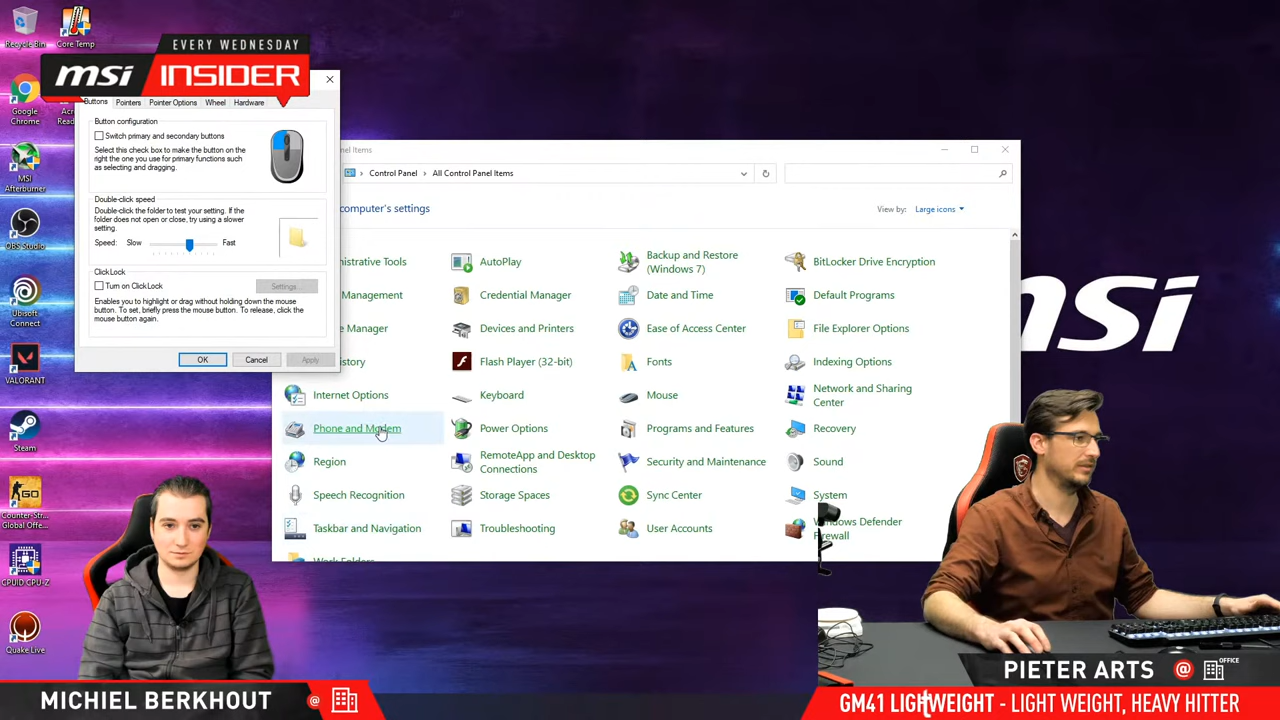 Recycle Bin
Core Temp
EVERY WEDNESDAY
msi INSIDER
Google
Chrome
MSI
Afterburner
OBS Studio
Ubisoft
Connect
VALORANT
Steam
Counter-Str...
Global Offe...
CPUID CPU-Z
Quake Live
Buttons
Pointers
Pointer Options
Wheel
Hardware
Button configuration
Switch primary and secondary buttons
Select this check box to make the button on the
right the one you use for primary functions such
as selecting and dragging.
Double-click speed
Double-click the folder to test your setting. If the
folder does not open or close, try using a slower
setting.
Speed: Slow Fast
ClickLock
Turn on ClickLock
Settings...
Enables you to highlight or drag without holding down the mouse
button. To set, briefly press the mouse button. To release, click the
mouse button again.
OK
Cancel
Apply
Items
Control Panel
All Control Panel Items
computer's settings
View by: Large icons
AutoPlay
Backup and Restore
(Windows 7)
BitLocker Drive Encryption
Management
Credential Manager
Date and Time
Default Programs
Manager
Devices and Printers
Ease of Access Center
File Explorer Options
Flash Player (32-bit)
Fonts
Indexing Options
Internet Options
Keyboard
Mouse
Network and Sharing
Center
Phone and Modem
Power Options
Programs and Features
Recovery
Region
RemoteApp and Desktop
Connections
Security and Maintenance
Sound
Speech Recognition
Storage Spaces
Sync Center
System
Taskbar and Navigation
Troubleshooting
User Accounts
Windows Defender
Firewall
msi
MICHIEL BERKHOUT @
PIETER ARTS @ OFFICE
GM41 LIGHTWEIGHT - LIGHT WEIGHT, HEAVY HITTER